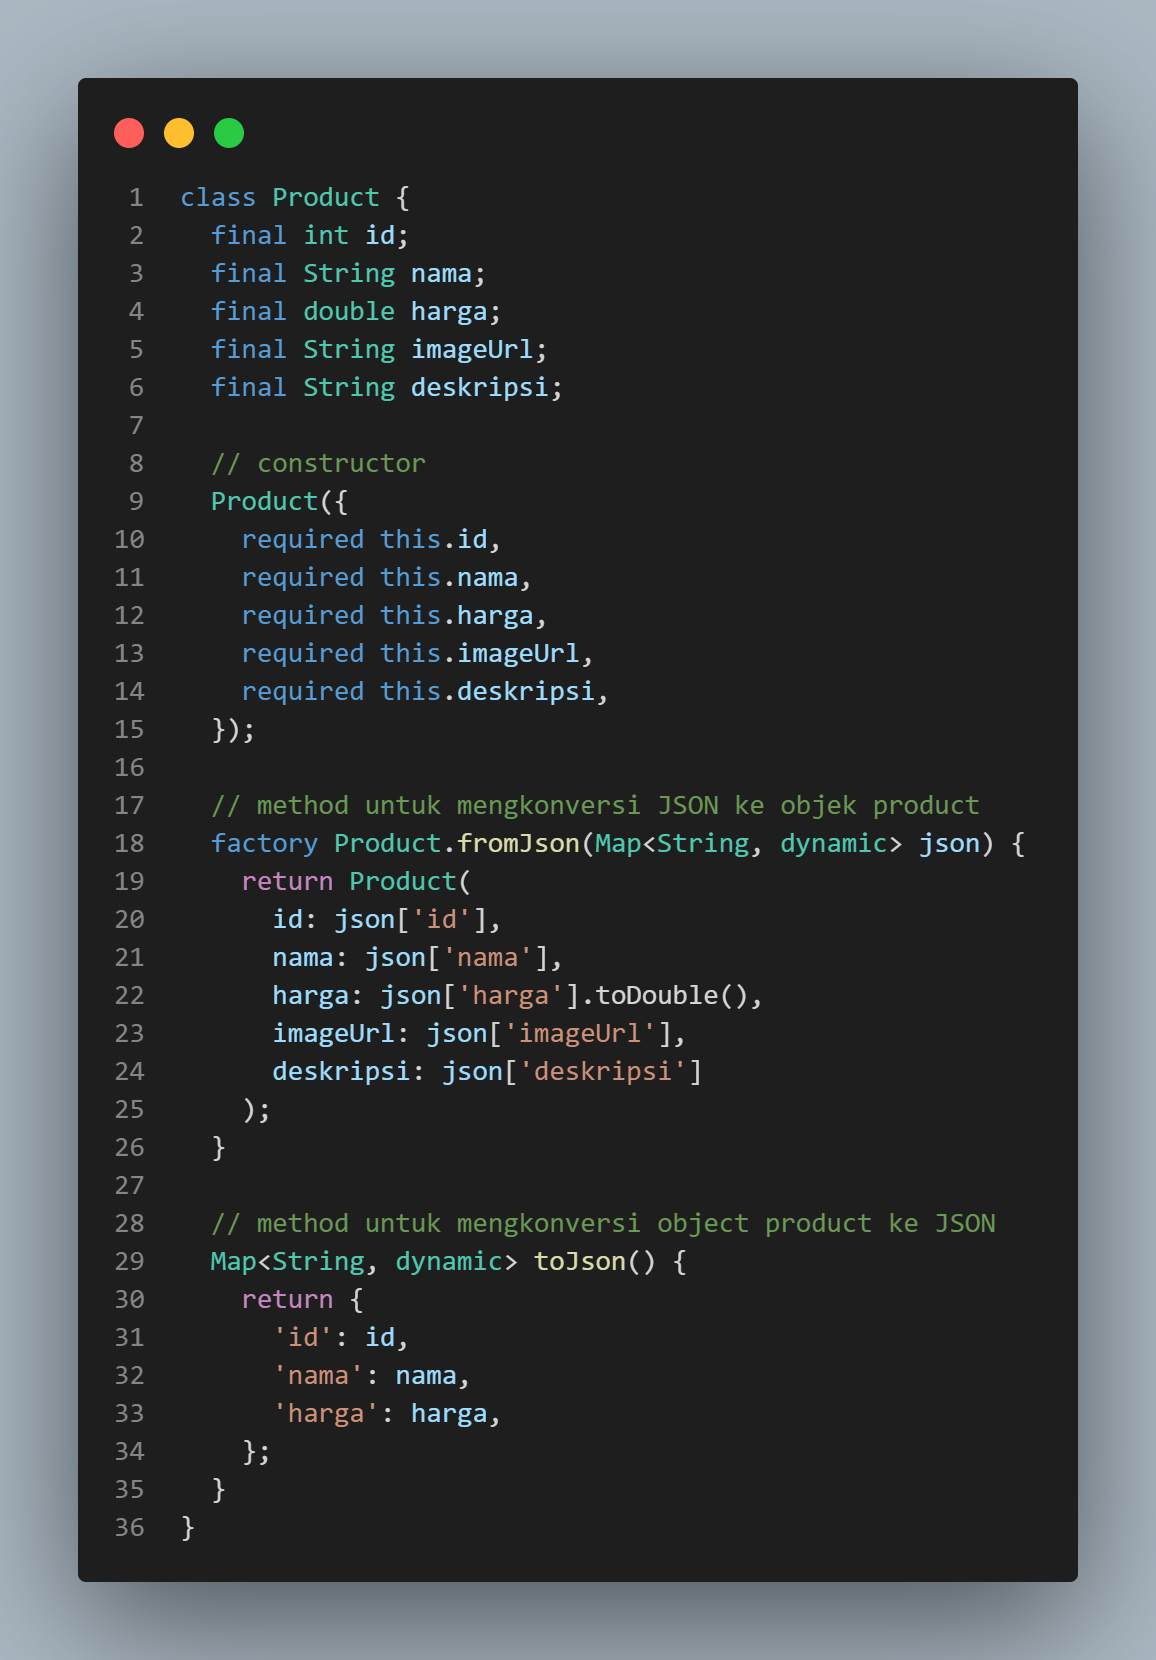 1 class Product {
2   final int id;
3   final String nama;
4   final double harga;
5   final String imageUrl;
6   final String deskripsi;
7
8   // constructor
9   Product({
10     required this.id,
11     required this.nama,
12     required this.harga,
13     required this.imageUrl,
14     required this.deskripsi,
15   });
16
17   // method untuk mengkonversi JSON ke objek product
18   factory Product.fromJson(Map<String, dynamic> json) {
19     return Product(
20       id: json['id'],
21       nama: json['nama'],
22       harga: json['harga'].toDouble(),
23       imageUrl: json['imageUrl'],
24       deskripsi: json['deskripsi']
25     );
26   }
27
28   // method untuk mengkonversi object product ke JSON
29   Map<String, dynamic> toJson() {
30     return {
31       'id': id,
32       'nama': nama,
33       'harga': harga,
34     };
35   }
36 }